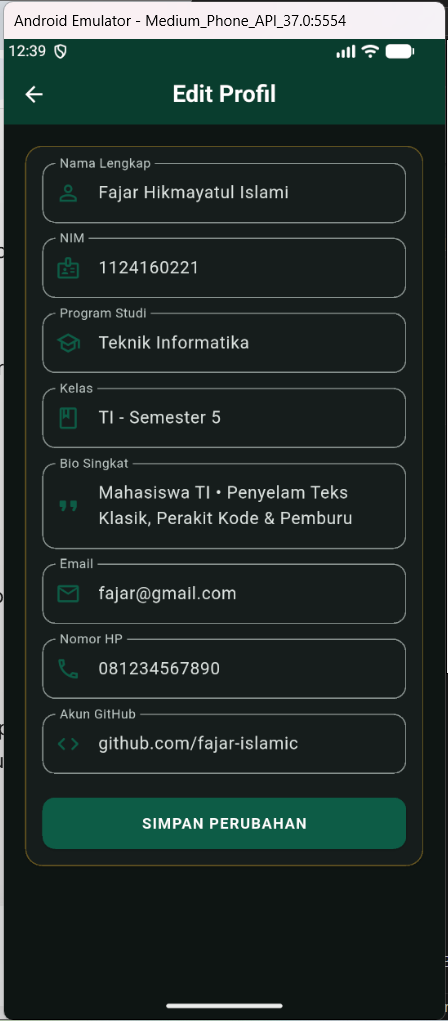 Android Emulator - Medium_Phone_API_37.0:5554
12:39
Edit Profil
Nama Lengkap
Fajar Hikmayatul Islami
NIM
1124160221
Program Studi
Teknik Informatika
Kelas
TI - Semester 5
Bio Singkat
Mahasiswa TI • Penyelam Teks
Klasik, Perakit Kode & Pemburu
Email
fajar@gmail.com
Nomor HP
081234567890
Akun GitHub
github.com/fajar-islamic
SIMPAN PERUBAHAN